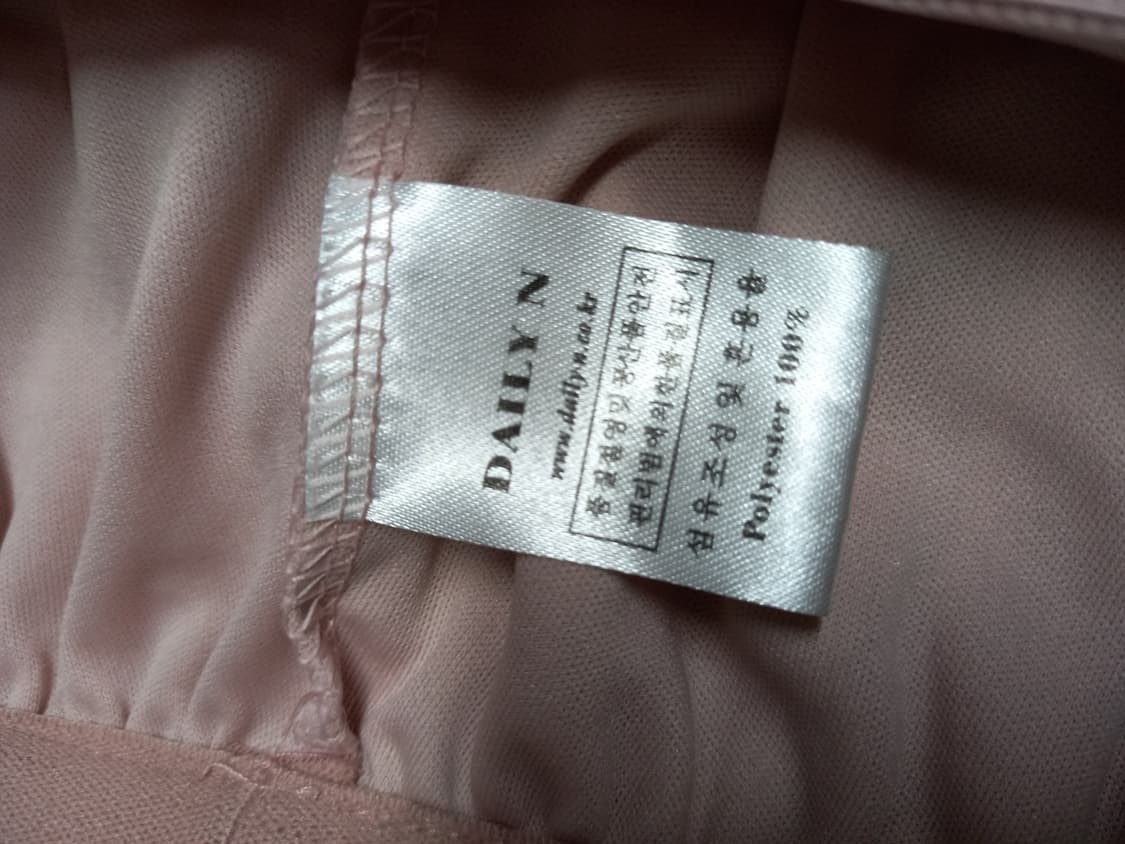 DAILY N
www.daily-n.co.kr
품질경영및공산품안전
관리법에의한품질표시
섬유조성 및 혼용율
Polyester 100%